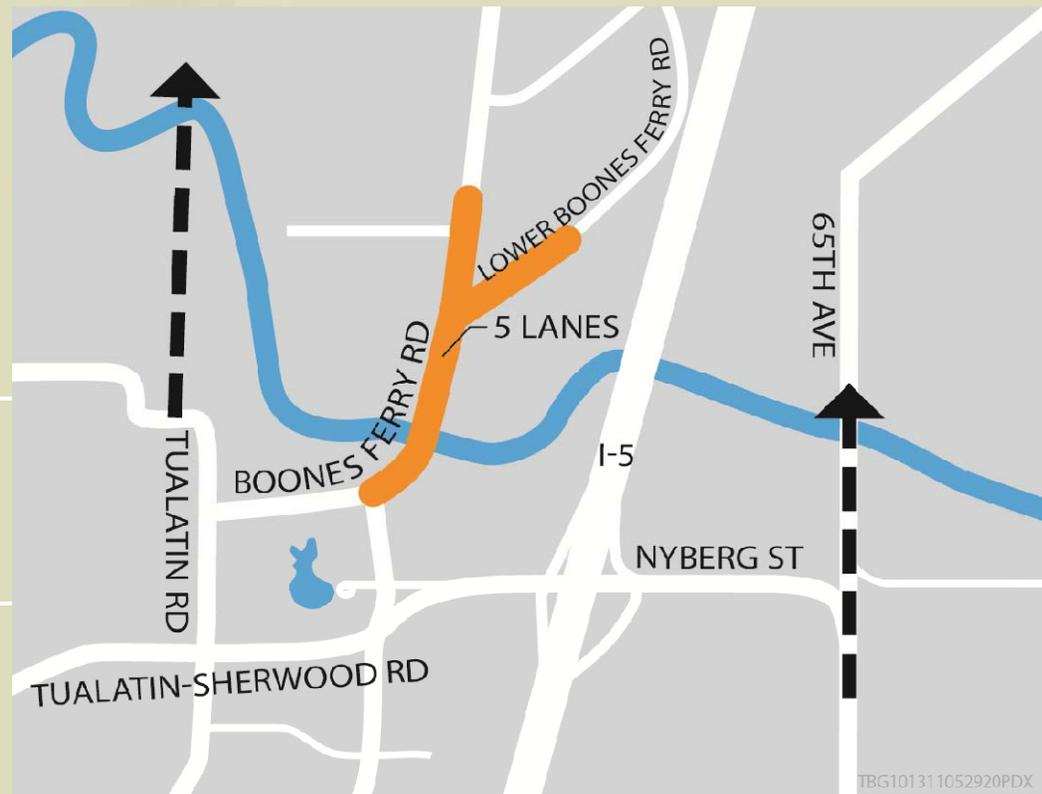 LOWER BOONES FERRY RD
65TH AVE
5 LANES
BOONES FERRY RD
I-5
TUALATIN RD
NYBERG ST
TUALATIN-SHERWOOD RD
TBG101311052920PDX